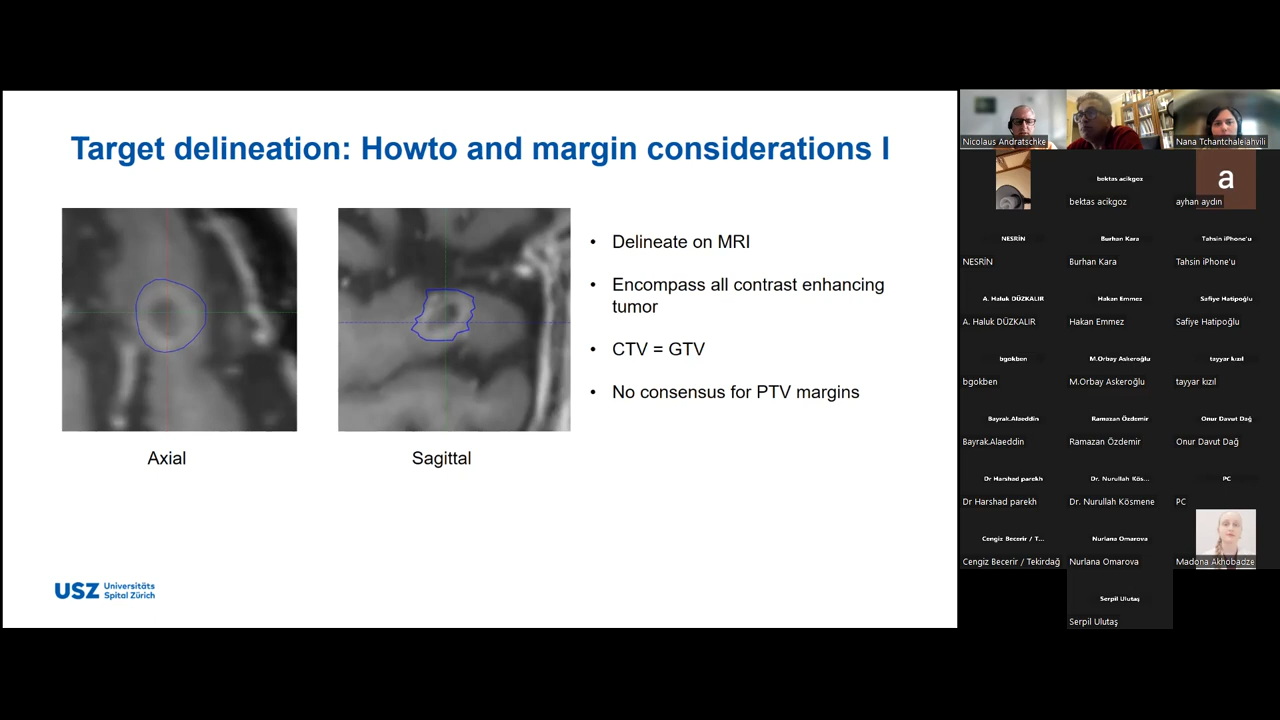 Target delineation: Howto and margin considerations I
• Delineate on MRI
• Encompass all contrast enhancing
tumor
• CTV = GTV
• No consensus for PTV margins
Axial
Sagittal
USZ Universitäts
Spital Zürich
Nicolaus Andratschke
Nana Tchantchaleishvili
bektas acikgoz
bektas acikgoz
a
ayhan aydın
NESRİN
Burhan Kara
Tahsin iPhone'u
NESRİN
Burhan Kara
Tahsin iPhone'u
A. Haluk DÜZKALIR
Hakan Emmez
Safiye Hatipoğlu
A. Haluk DÜZKALIR
Hakan Emmez
Safiye Hatipoğlu
bgokben
M.Orbay Askeroğlu
tayyar kızıl
bgokben
M.Orbay Askeroğlu
tayyar kızıl
Bayrak.Alaeddin
Ramazan Özdemir
Onur Davut Dağ
Bayrak.Alaeddin
Ramazan Özdemir
Onur Davut Dağ
Dr Harshad parekh
Dr. Nurullah Kös...
PC
Dr Harshad parekh
Dr. Nurullah Kösmene
PC
Cengiz Becerir / T...
Nurlana Omarova
Cengiz Becerir / Tekirdağ
Nurlana Omarova
Madona Akhobadze
Serpil Ulutaş
Serpil Ulutaş